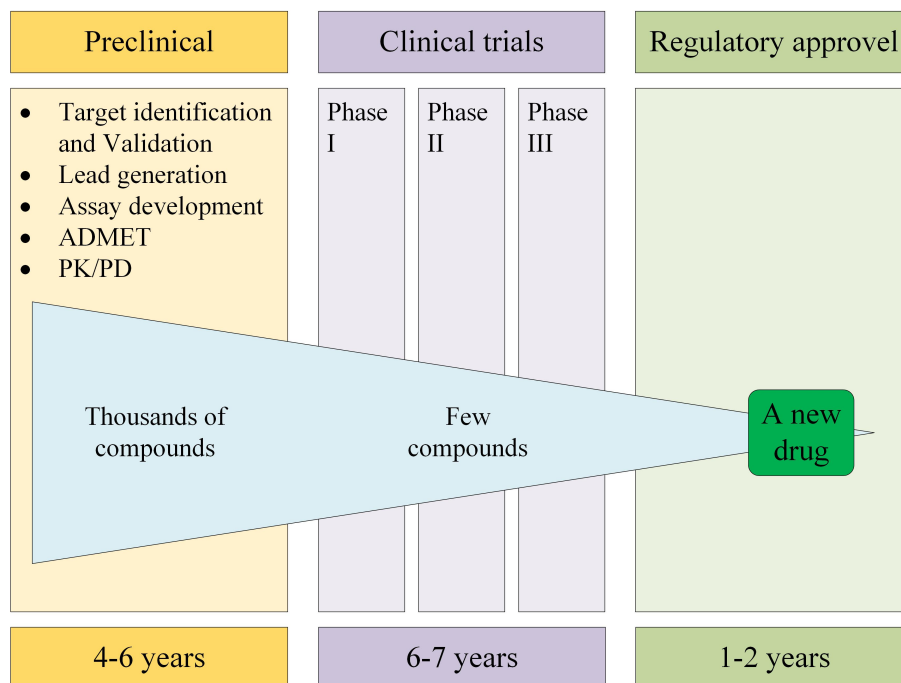 Preclinical
Clinical trials
Regulatory approvel
• Target identification
and Validation
• Lead generation
• Assay development
• ADMET
• PK/PD
Phase
I
Phase
II
Phase
III
Thousands of
compounds
Few
compounds
A new
drug
4-6 years
6-7 years
1-2 years